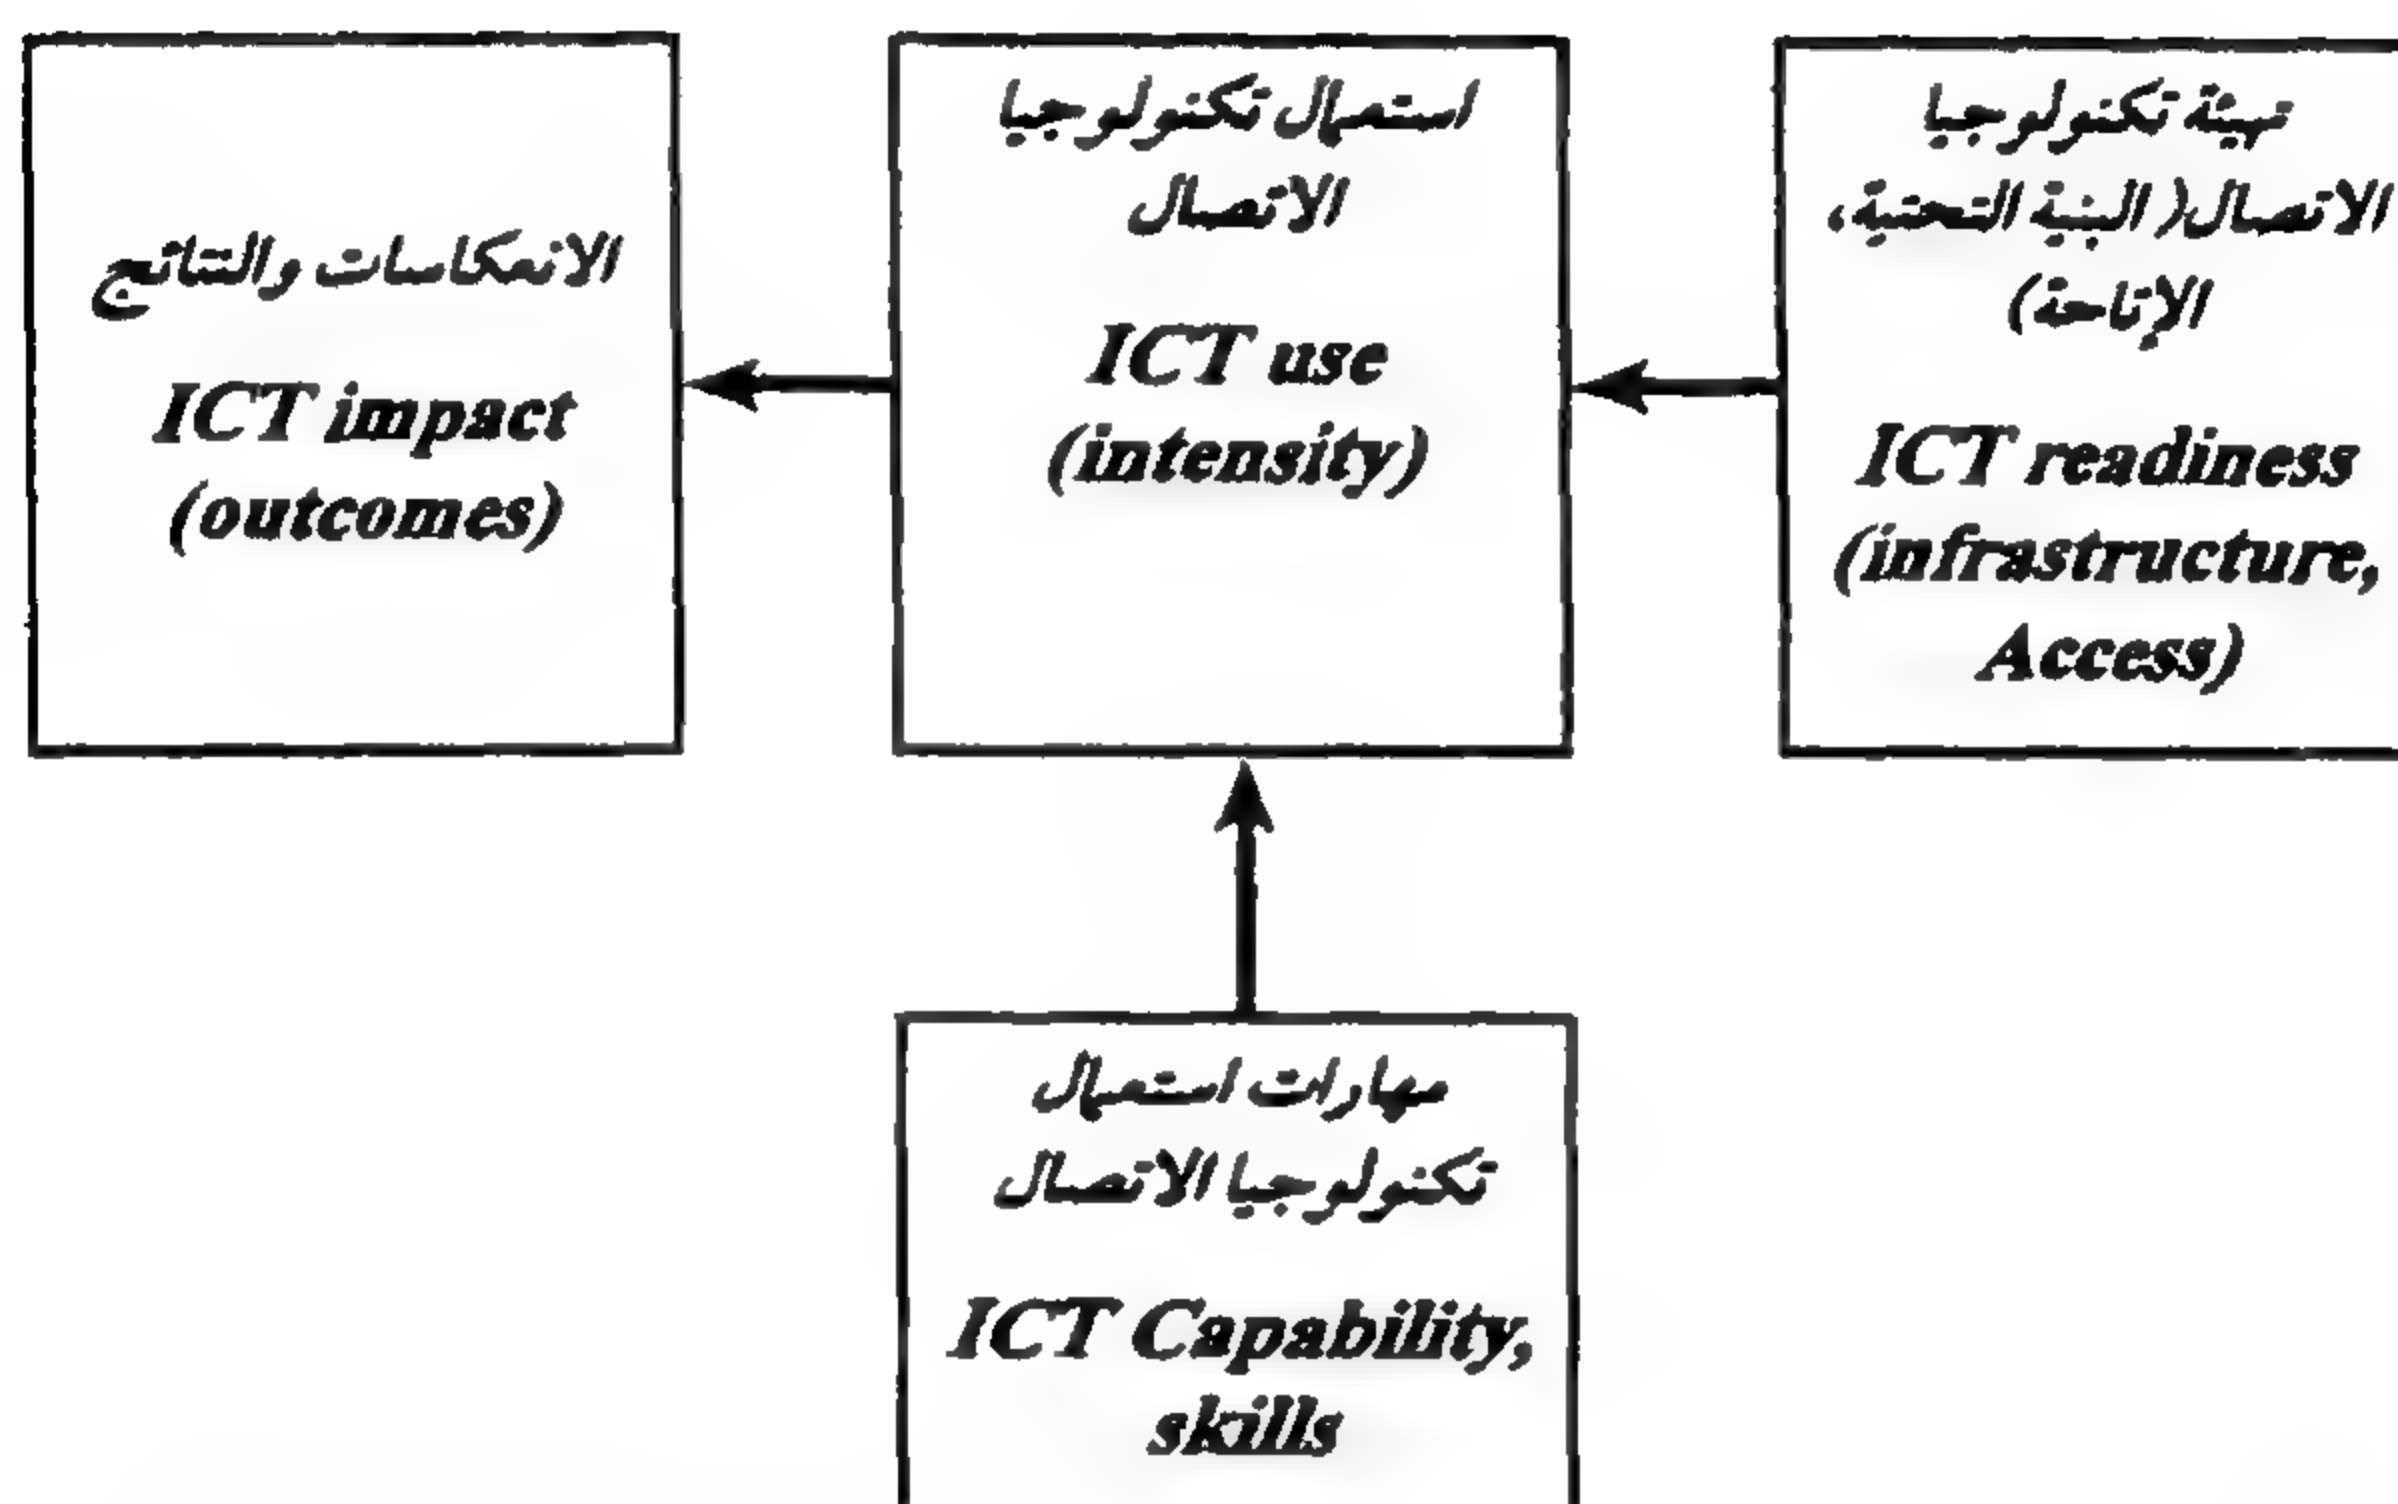 تهيئة تكنولوجيا
الاتصال (البنية التحتية،
الإتاحة)
ICT readiness
(infrastructure,
Access)
استعمال تكنولوجيا
الاتصال
ICT use
(intensity)
الانعكاسات والنتائج
ICT impact
(outcomes)
مهارات استعمال
تكنولوجيا الاتصال
ICT Capability,
skills